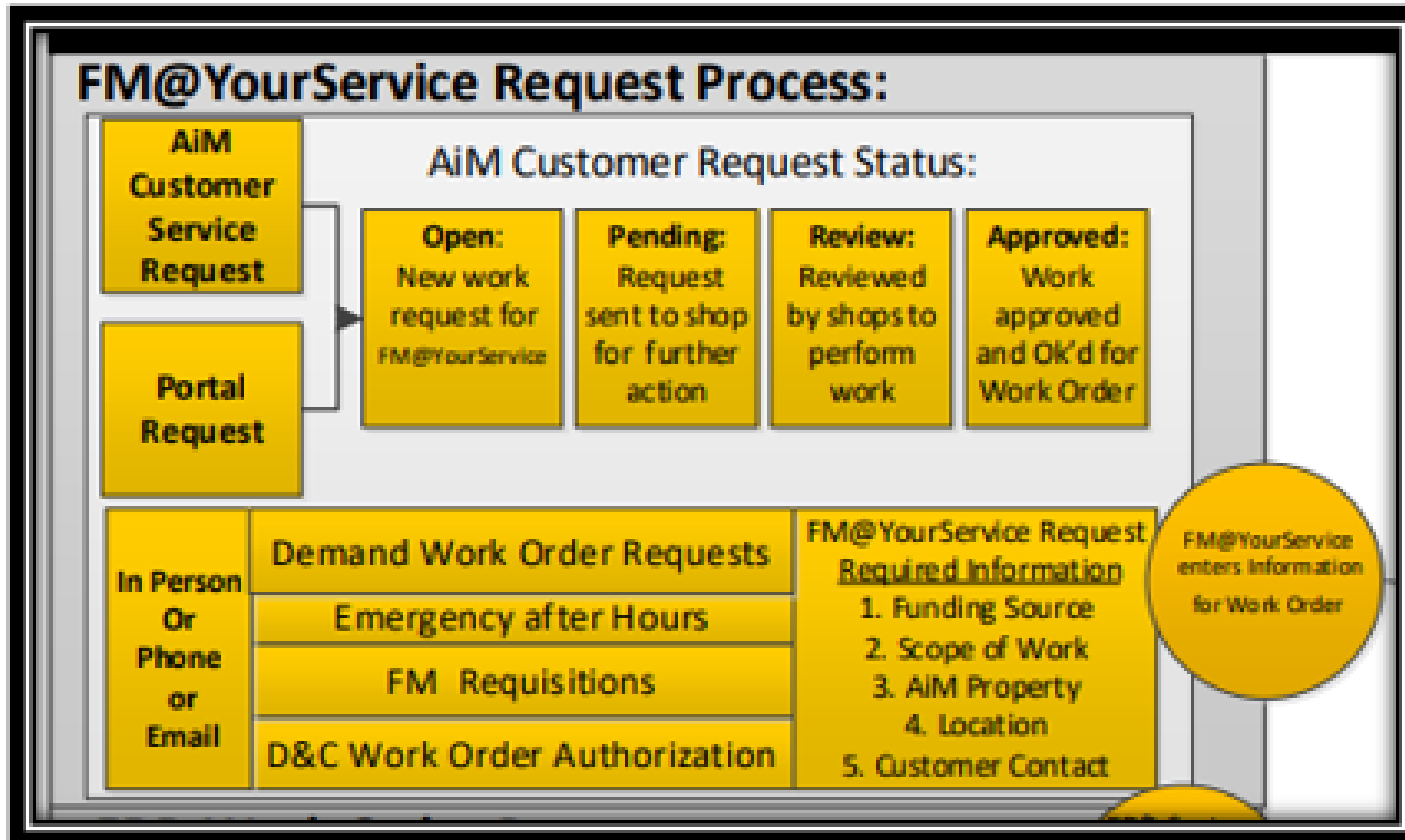 FM@YourService Request Process:
AiM
Customer
Service
Request
Portal
Request
AiM Customer Request Status:
Open:
New work
request for
FM@YourService
Pending:
Request
sent to shop
for further
action
Review:
Reviewed
by shops to
perform
work
Approved:
Work
approved
and Ok'd for
Work Order
In Person
Or
Phone
or
Email
Demand Work Order Requests
Emergency after Hours
FM Requisitions
D&C Work Order Authorization
FM@YourService Request
Required Information
1. Funding Source
2. Scope of Work
3. AiM Property
4. Location
5. Customer Contact
FM@YourService
enters Information
for Work Order